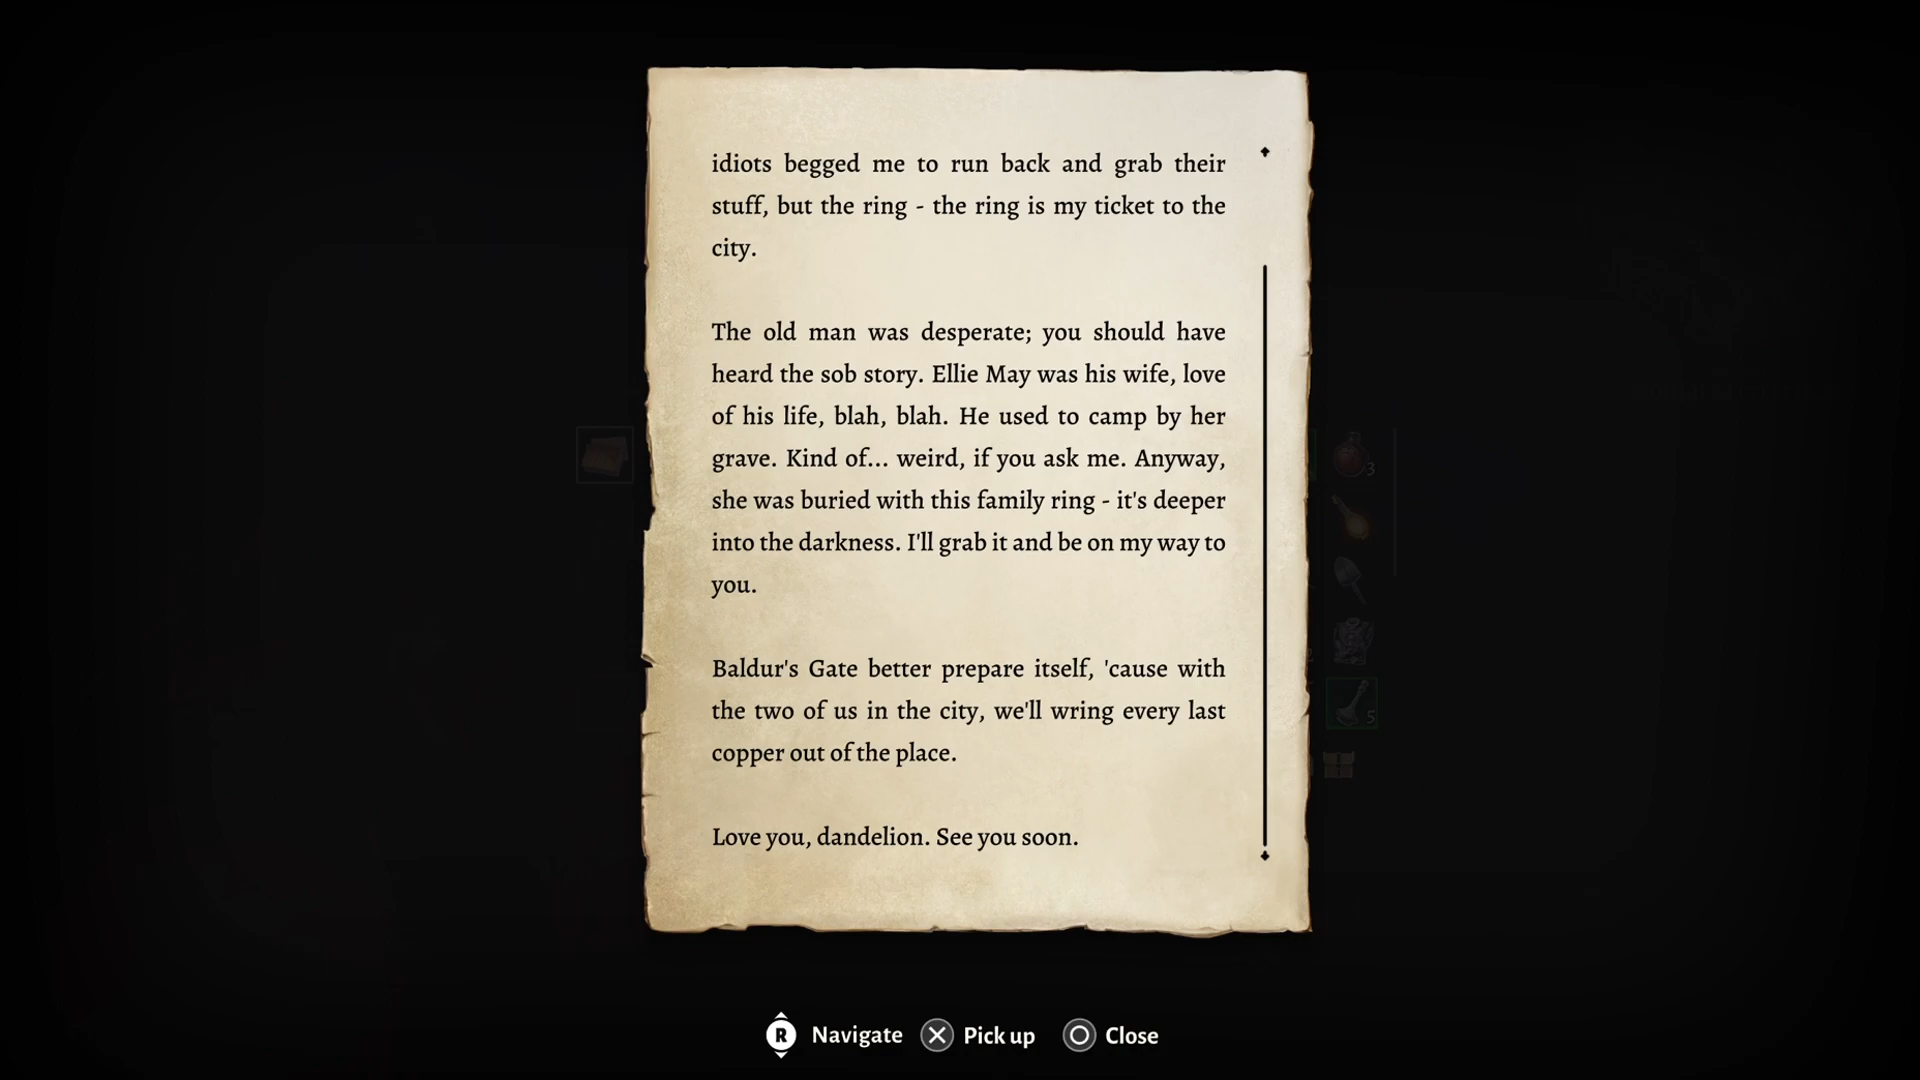 idiots begged me to run back and grab their
stuff, but the ring - the ring is my ticket to the
city.
The old man was desperate; you should have
heard the sob story. Ellie May was his wife, love
of his life, blah, blah. He used to camp by her
grave. Kind of... weird, if you ask me. Anyway,
she was buried with this family ring - it's deeper
into the darkness. I'll grab it and be on my way to
you.
Baldur's Gate better prepare itself, 'cause with
the two of us in the city, we'll wring every last
copper out of the place.
Love you, dandelion. See you soon.
3
5
R Navigate Pick up Close